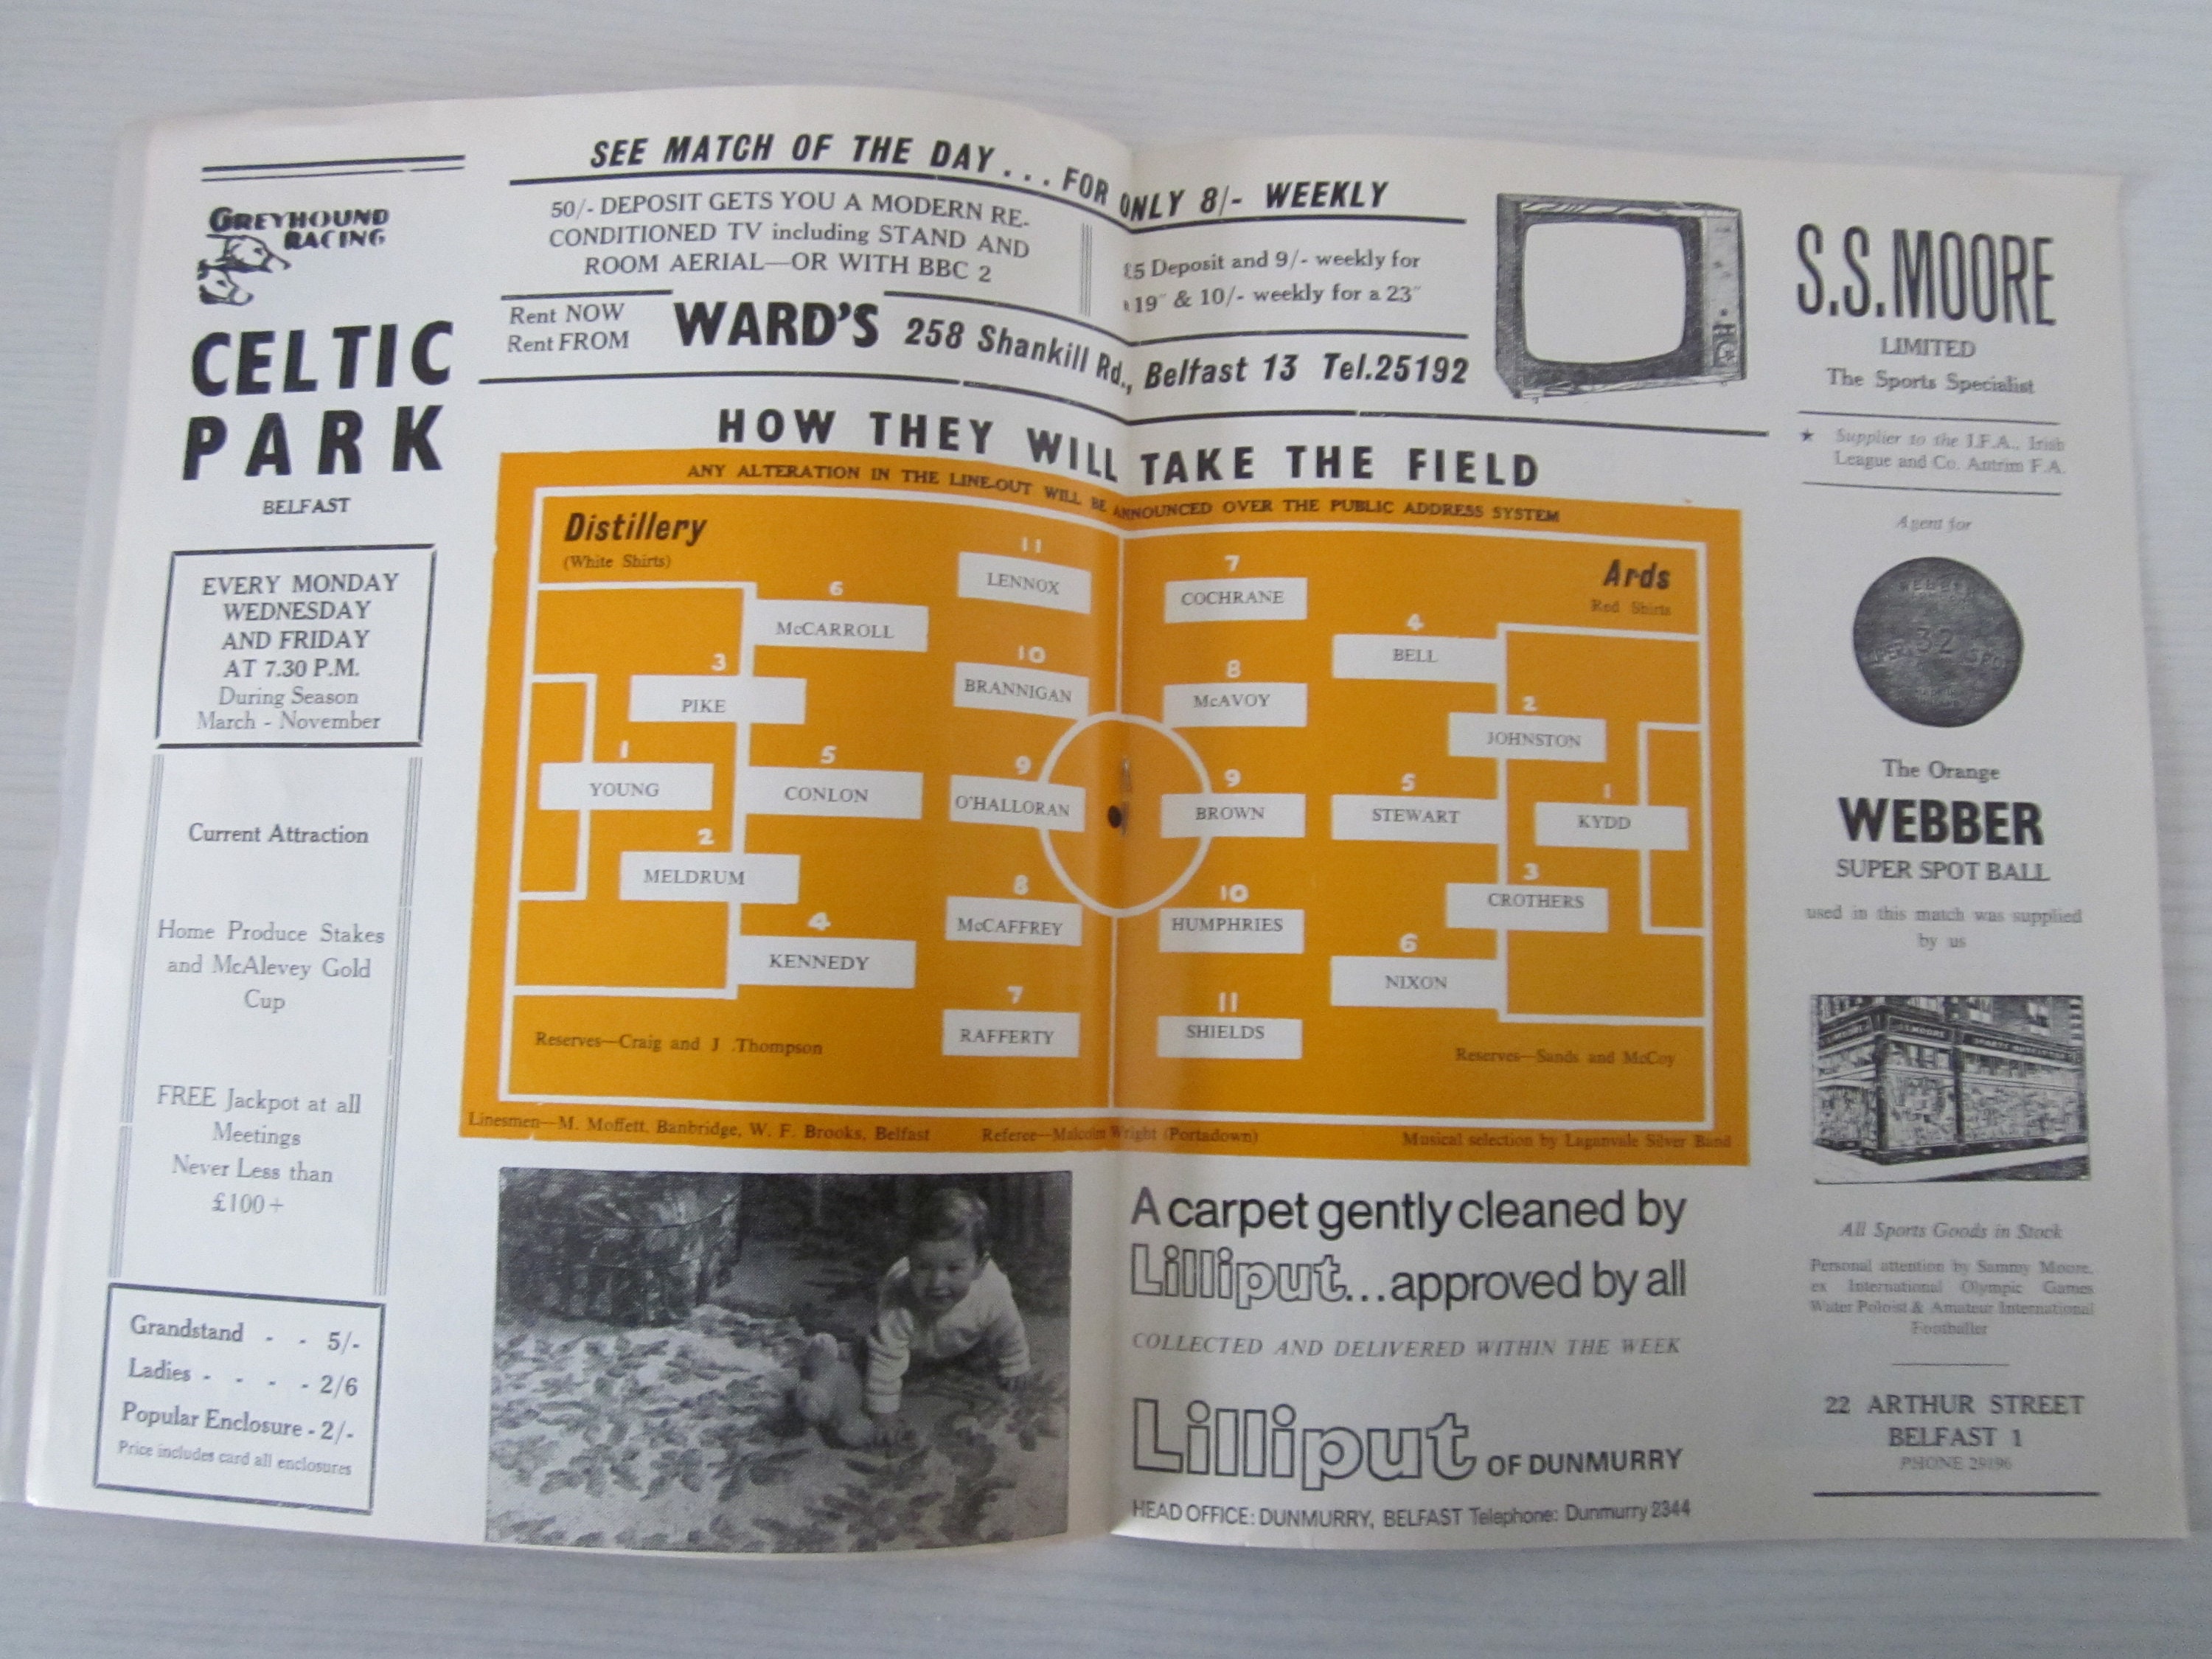 GREYHOUND
RACING
CELTIC
PARK
BELFAST
EVERY MONDAY
WEDNESDAY
AND FRIDAY
AT 7.30 P.M.
During Season
March - November
Current Attraction
Home Produce Stakes
and McAlevey Gold
Cup
FREE Jackpot at all
Meetings
Never Less than
£100+
Grandstand - - 5/-
Ladies - - - - 2/6
Popular Enclosure - 2/-
Price includes card all enclosures
SEE MATCH OF THE DAY . . . FOR ONLY 8/- WEEKLY
50/- DEPOSIT GETS YOU A MODERN RE-
CONDITIONED TV including STAND AND
ROOM AERIAL—OR WITH BBC 2
£5 Deposit and 9/- weekly for
a 19" & 10/- weekly for a 23"
Rent NOW
Rent FROM
WARD'S 258 Shankill Rd., Belfast 13 Tel.25192
HOW THEY WILL TAKE THE FIELD
ANY ALTERATION IN THE LINE-OUT WILL BE ANNOUNCED OVER THE PUBLIC ADDRESS SYSTEM
Distillery
(White Shirts)
11
LENNOX
6
McCARROLL
10
BRANNIGAN
3
PIKE
1
YOUNG
5
CONLON
9
O'HALLORAN
2
MELDRUM
8
McCAFFREY
4
KENNEDY
7
RAFFERTY
Reserves—Craig and J .Thompson
Ards
Red Shirts
7
COCHRANE
4
BELL
8
McAVOY
2
JOHNSTON
9
BROWN
5
STEWART
1
KYDD
3
CROTHERS
10
HUMPHRIES
6
NIXON
11
SHIELDS
Reserves—Sands and McCoy
Linesmen—M. Moffett, Banbridge, W. F. Brooks, Belfast
Referee—Malcolm Wright (Portadown)
Musical selection by Laganvale Silver Band
A carpet gently cleaned by
Lilliput...approved by all
COLLECTED AND DELIVERED WITHIN THE WEEK
Lilliput OF DUNMURRY
HEAD OFFICE: DUNMURRY, BELFAST Telephone: Dunmurry 2344
S.S.MOORE
LIMITED
The Sports Specialist
★ Supplier to the I.F.A., Irish
League and Co. Antrim F.A.
Agent for
WEBBER
32
The Orange
WEBBER
SUPER SPOT BALL
used in this match was supplied
by us
S.S.MOORE
All Sports Goods in Stock
Personal attention by Sammy Moore,
ex International Olympic Games
Water Poloist & Amateur International
Footballer
22 ARTHUR STREET
BELFAST 1
PHONE 29196